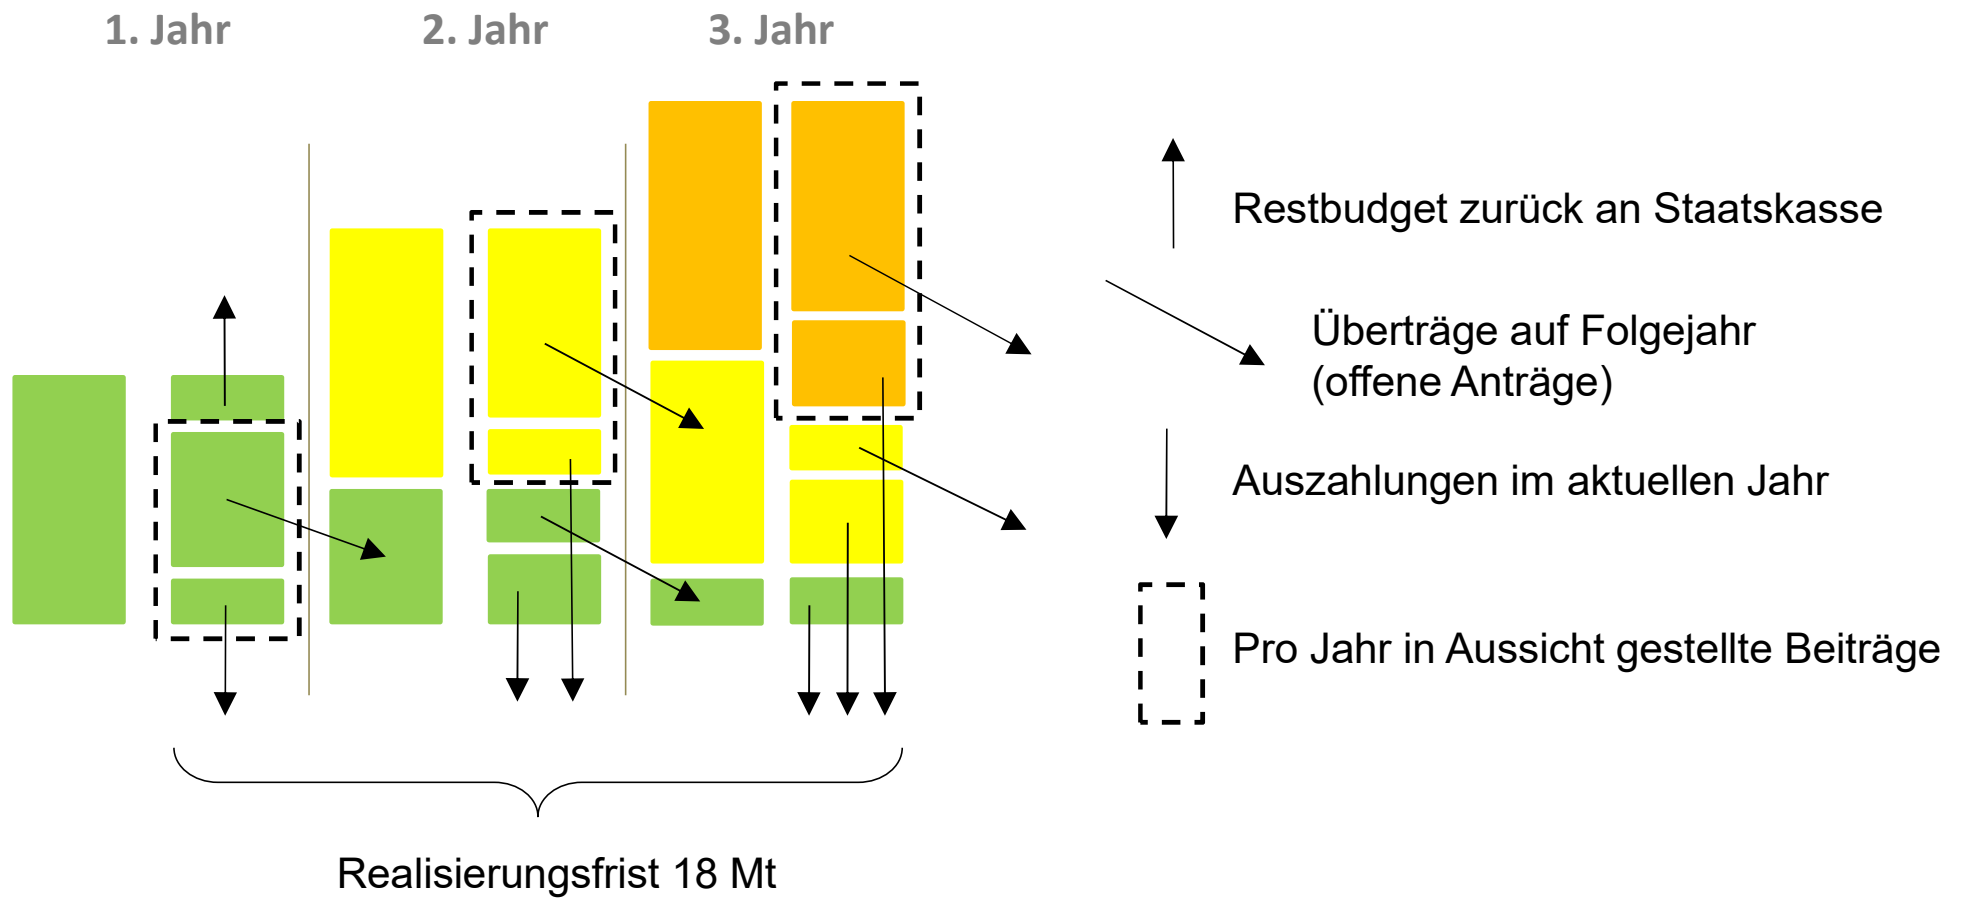 1. Jahr
2. Jahr
3. Jahr
Restbudget zurück an Staatskasse
Überträge auf Folgejahr
(offene Anträge)
Auszahlungen im aktuellen Jahr
Pro Jahr in Aussicht gestellte Beiträge
Realisierungsfrist 18 Mt